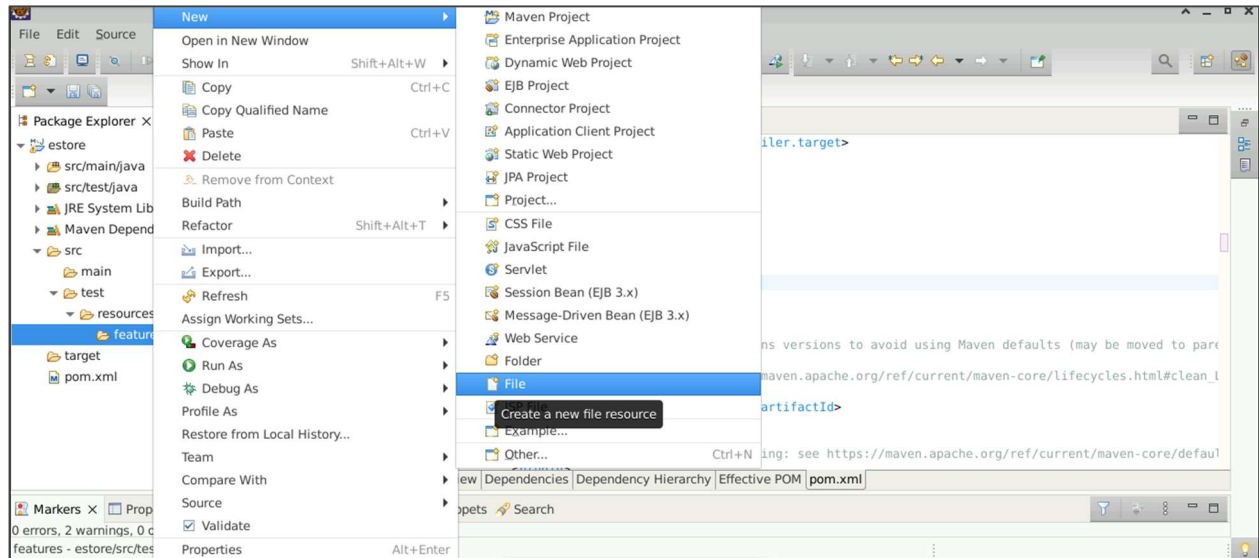 File Edit Source
Package Explorer
estore
src/main/java
src/test/java
JRE System Lib
Maven Depend
src
main
test
resources
feature
target
pom.xml
New
Open in New Window
Show In Shift+Alt+W
Copy Ctrl+C
Copy Qualified Name
Paste Ctrl+V
Delete
Remove from Context
Build Path
Refactor Shift+Alt+T
Import...
Export...
Refresh F5
Assign Working Sets...
Coverage As
Run As
Debug As
Profile As
Restore from Local History...
Team
Compare With
Source
Validate
Properties Alt+Enter
Maven Project
Enterprise Application Project
Dynamic Web Project
EJB Project
Connector Project
Application Client Project
Static Web Project
JPA Project
Project...
CSS File
JavaScript File
Servlet
Session Bean (EJB 3.x)
Message-Driven Bean (EJB 3.x)
Web Service
Folder
File
JSP File
Create a new file resource
Example...
Other... Ctrl+N
iler.target>
ns versions to avoid using Maven defaults (may be moved to pare
maven.apache.org/ref/current/maven-core/lifecycles.html#clean_L
artifactId>
ing: see https://maven.apache.org/ref/current/maven-core/defaul
ew Dependencies Dependency Hierarchy Effective POM pom.xml
Markers Prop ppets Search
0 errors, 2 warnings, 0 o
features - estore/src/tes